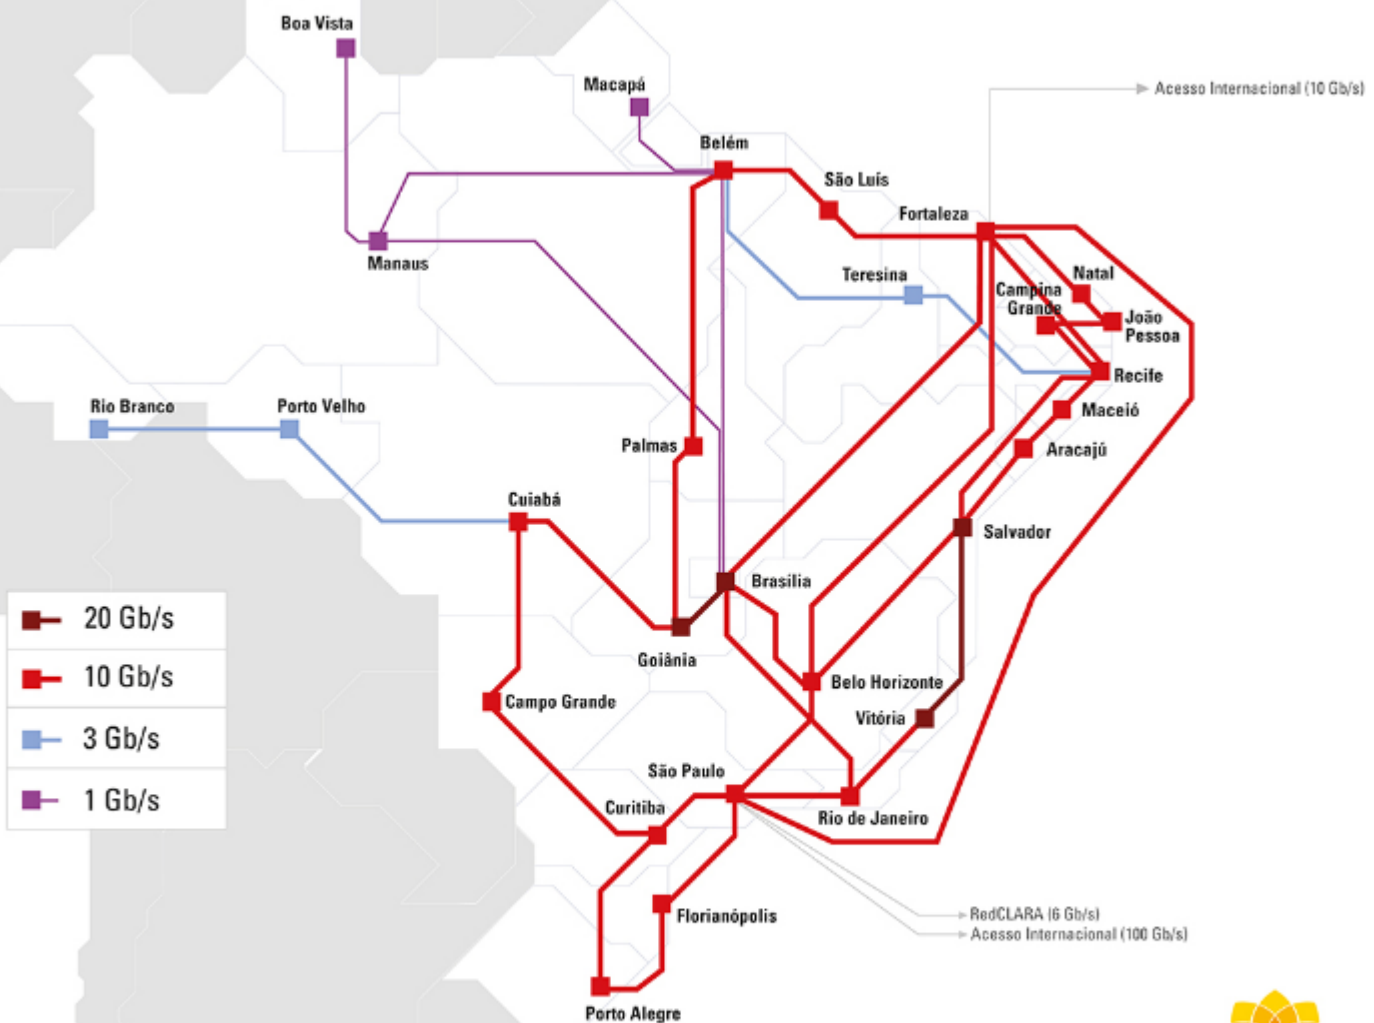 Boa Vista
Macapá
Acesso Internacional (10 Gb/s)
Belém
São Luís
Fortaleza
Manaus
Teresina
Natal
Campina
Grande
João
Pessoa
Recife
Rio Branco
Porto Velho
Maceió
Palmas
Aracajú
Cuiabá
Salvador
Brasília
20 Gb/s
Goiânia
10 Gb/s
Belo Horizonte
Campo Grande
Vitória
3 Gb/s
São Paulo
1 Gb/s
Curitiba
Rio de Janeiro
RedCLARA (6 Gb/s)
Florianópolis
Acesso Internacional (100 Gb/s)
Porto Alegre